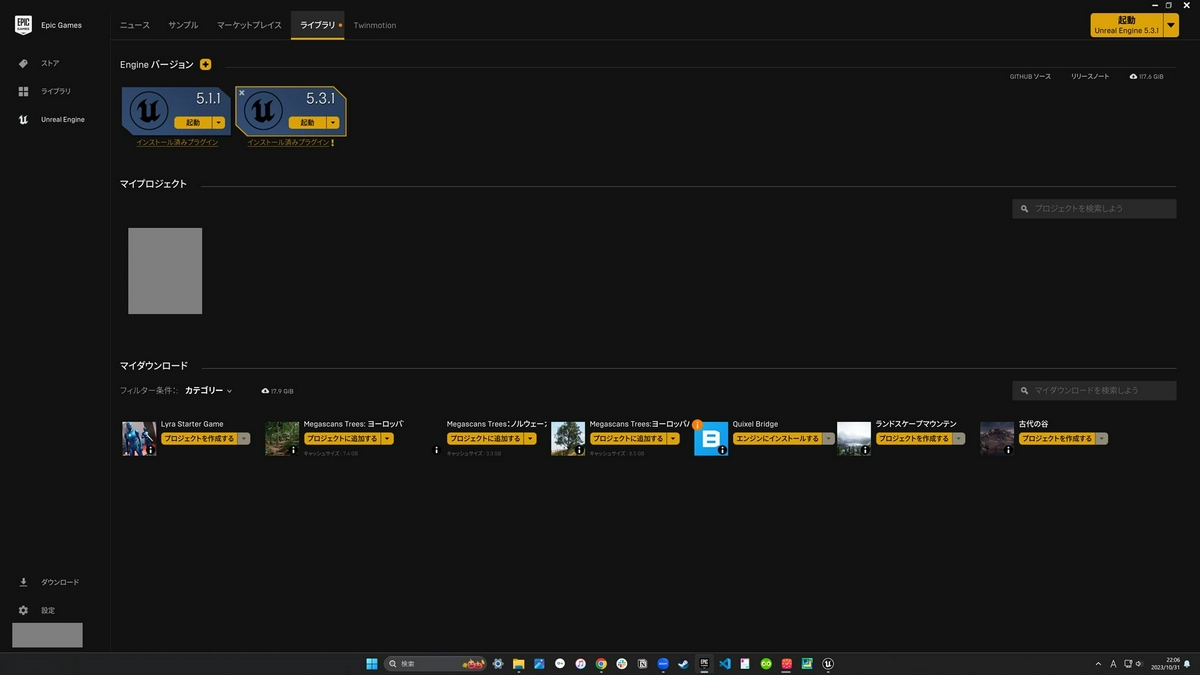 EPIC GAMES
Epic Games
ニュース
サンプル
マーケットプレイス
ライブラリ
Twinmotion
起動
Unreal Engine 5.3.1
ストア
ライブラリ
Unreal Engine
Engine バージョン
GITHUB ソース
リリースノート
117.6 GiB
5.1.1
起動
インストール済みプラグイン
5.3.1
起動
インストール済みプラグイン !
マイプロジェクト
プロジェクトを検索しよう
マイダウンロード
フィルター条件:
カテゴリー
17.9 GiB
マイダウンロードを検索しよう
Lyra Starter Game
プロジェクトを作成する
Megascans Trees: ヨーロッパ
プロジェクトに追加する
キャッシュサイズ: 7.4 GB
Megascans Trees:ノルウェー
プロジェクトに追加する
キャッシュサイズ: 3.3 GB
Megascans Trees:ヨーロッパ
プロジェクトに追加する
キャッシュサイズ: 6.3 GB
Quixel Bridge
エンジンにインストールする
ランドスケープマウンテン
プロジェクトを作成する
古代の谷
プロジェクトを作成する
ダウンロード
設定
検索
A
22:06
2023/10/31